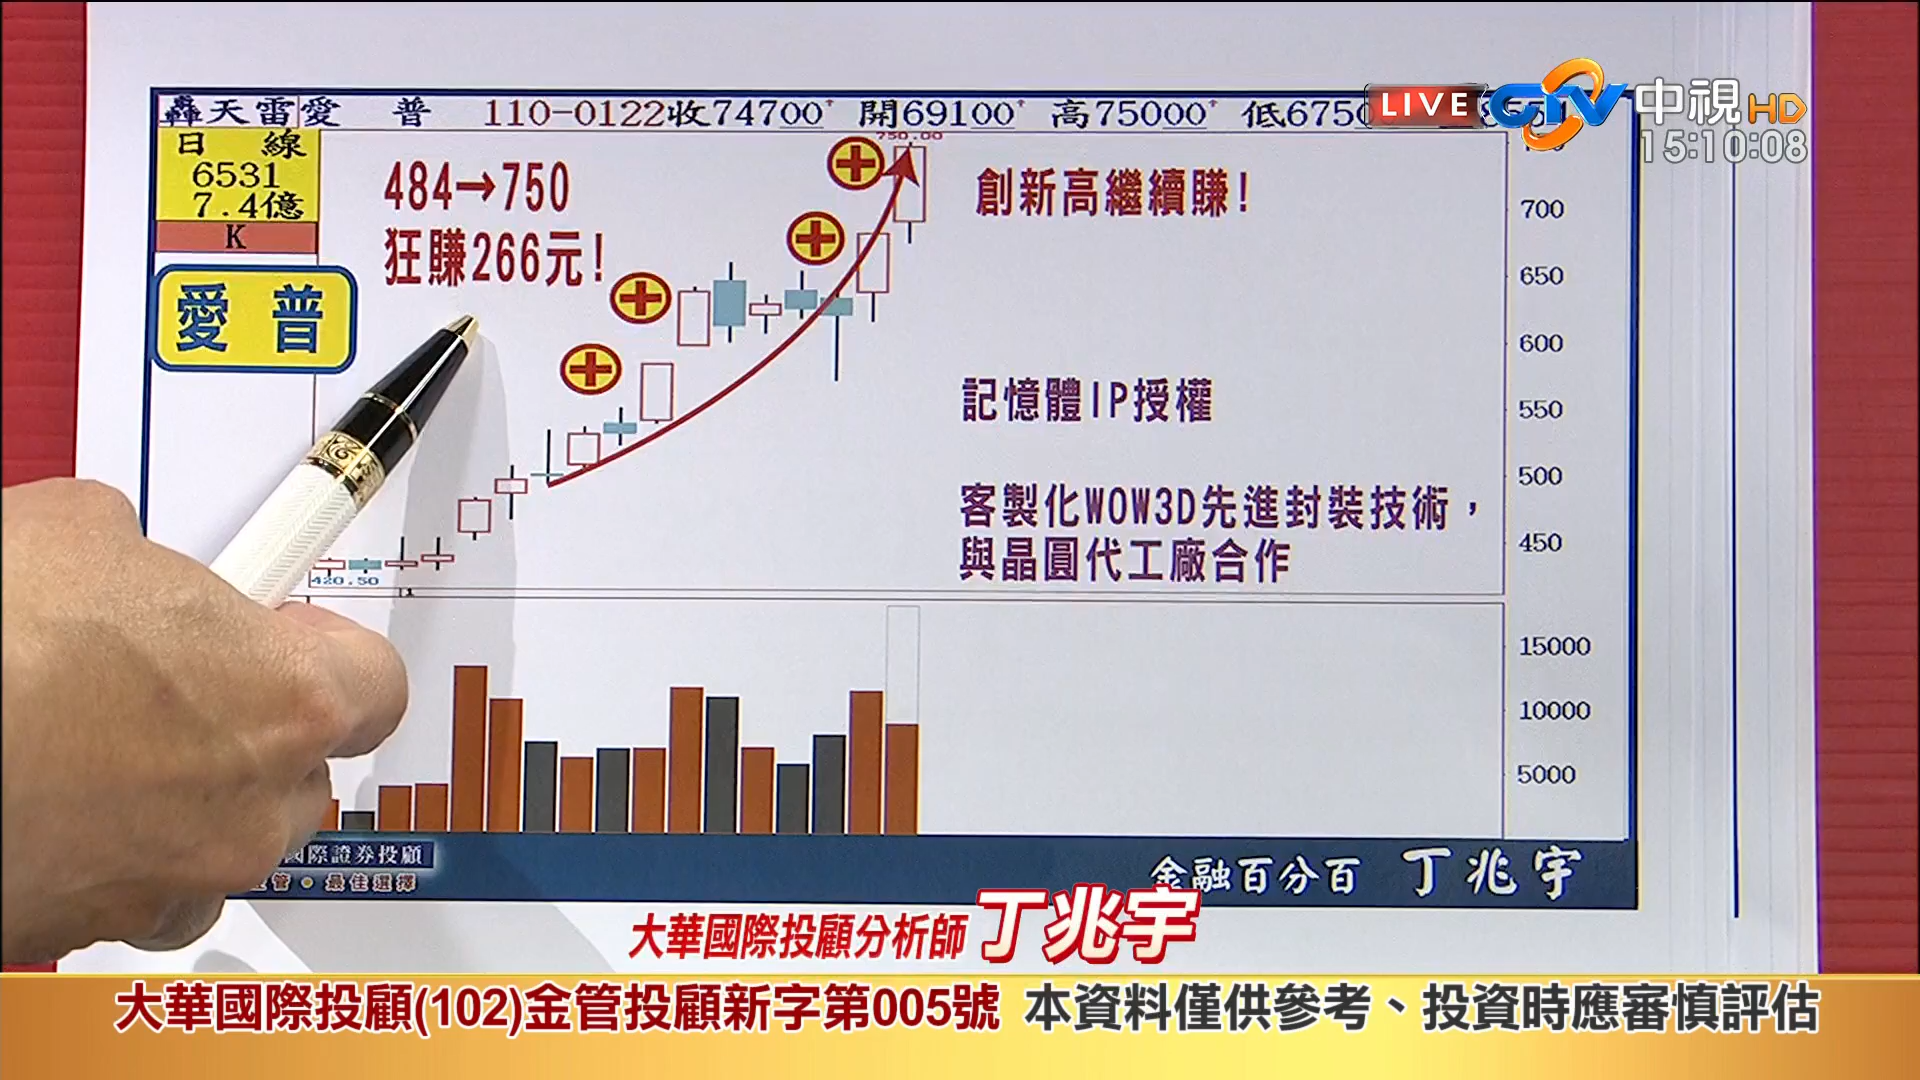 轟天雷愛 普 110-0122收74700 開69100 高75000 低675
LIVE CTV 中視HD
15:10:08
日 線
6531
7.4億
K
愛 普
484→750
狂賺266元!
750.00
創新高繼續賺!
記憶體IP授權
客製化WOW3D先進封裝技術,
與晶圓代工廠合作
420.50
700
650
600
550
500
450
15000
10000
5000
國際證券投顧
管・最佳選擇
金融百分百 丁兆宇
大華國際投顧分析師 丁兆宇
大華國際投顧(102)金管投顧新字第005號 本資料僅供參考、投資時應審慎評估